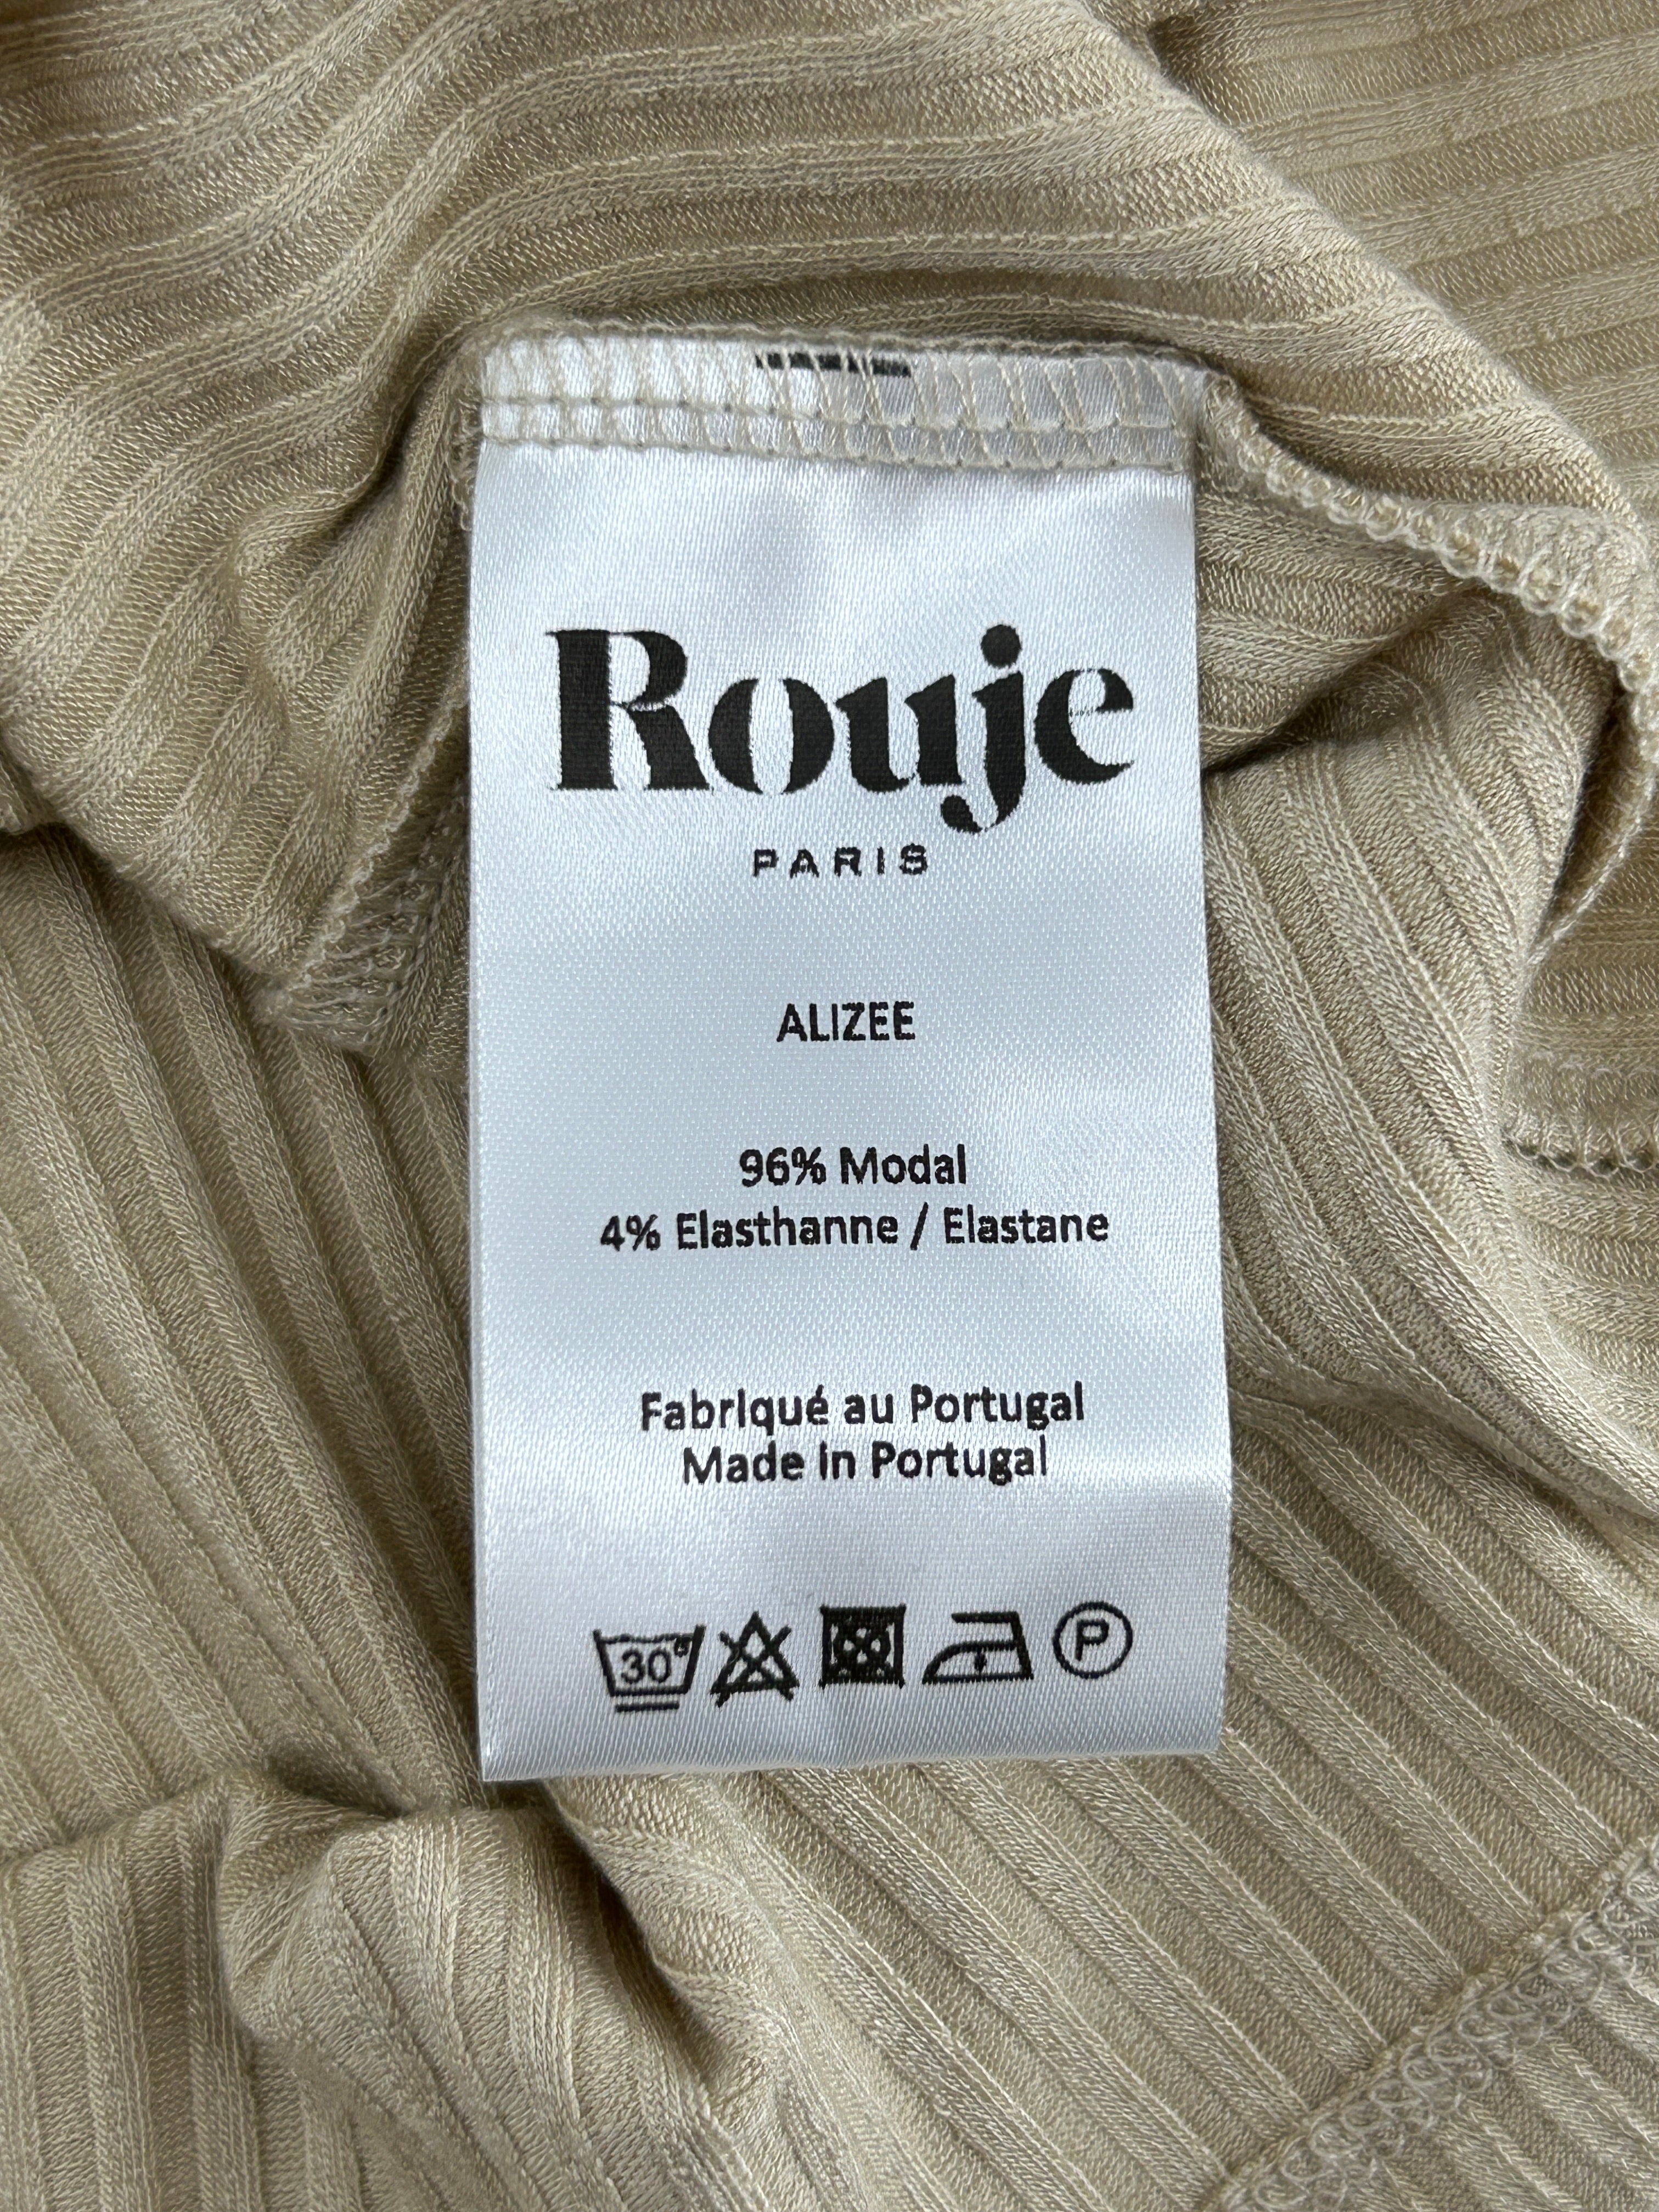 Rouje
PARIS
ALIZEE
96% Modal
4% Elasthanne / Elastane
Fabriqué au Portugal
Made in Portugal
30°
P